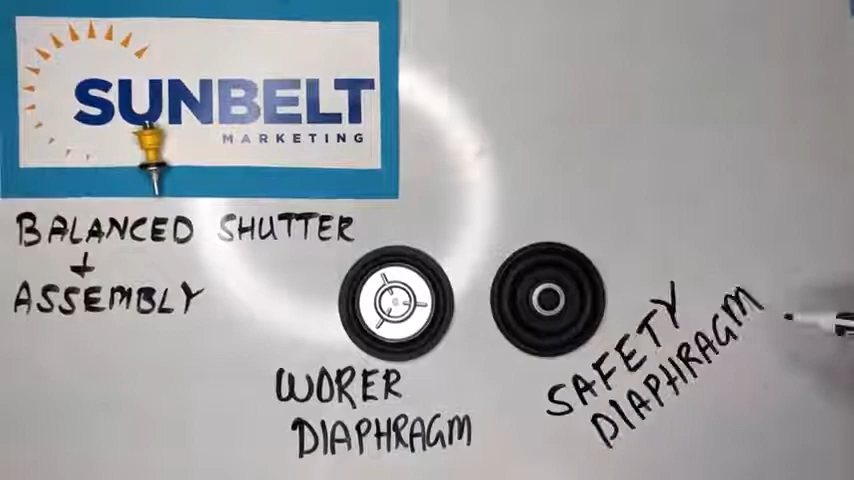 SUNBELT
MARKETING
BALANCED SHUTTER
+
ASSEMBLY
WORER
DIAPHRAGM
SAFETY
DIAPHRAGM